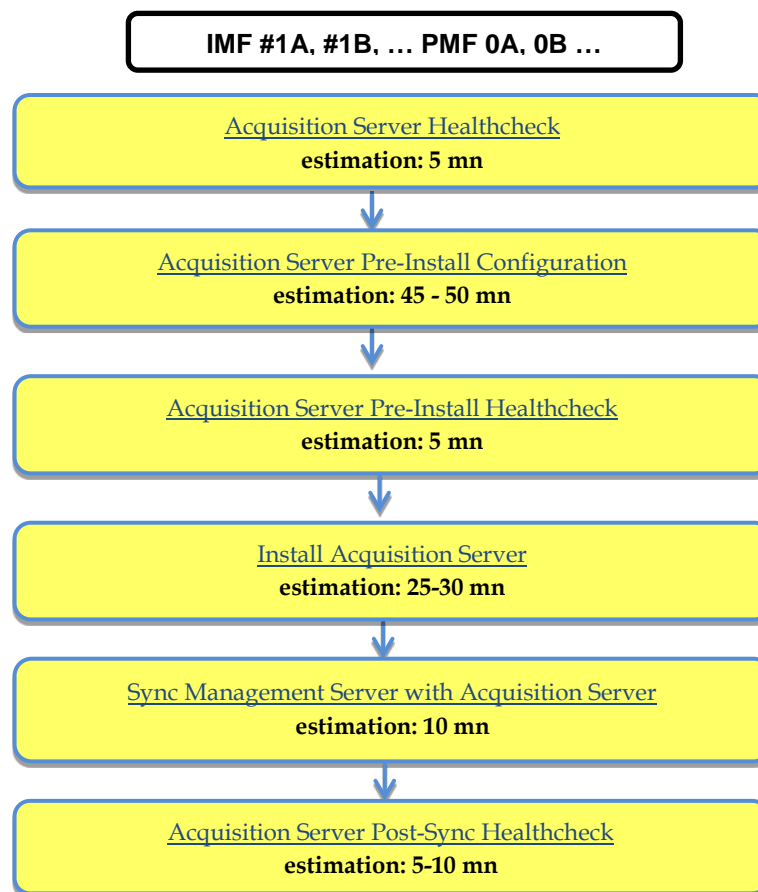 IMF #1A, #1B, … PMF 0A, 0B …
Acquisition Server Healthcheck
estimation: 5 mn
Acquisition Server Pre-Install Configuration
estimation: 45 - 50 mn
Acquisition Server Pre-Install Healthcheck
estimation: 5 mn
Install Acquisition Server
estimation: 25-30 mn
Sync Management Server with Acquisition Server
estimation: 10 mn
Acquisition Server Post-Sync Healthcheck
estimation: 5-10 mn